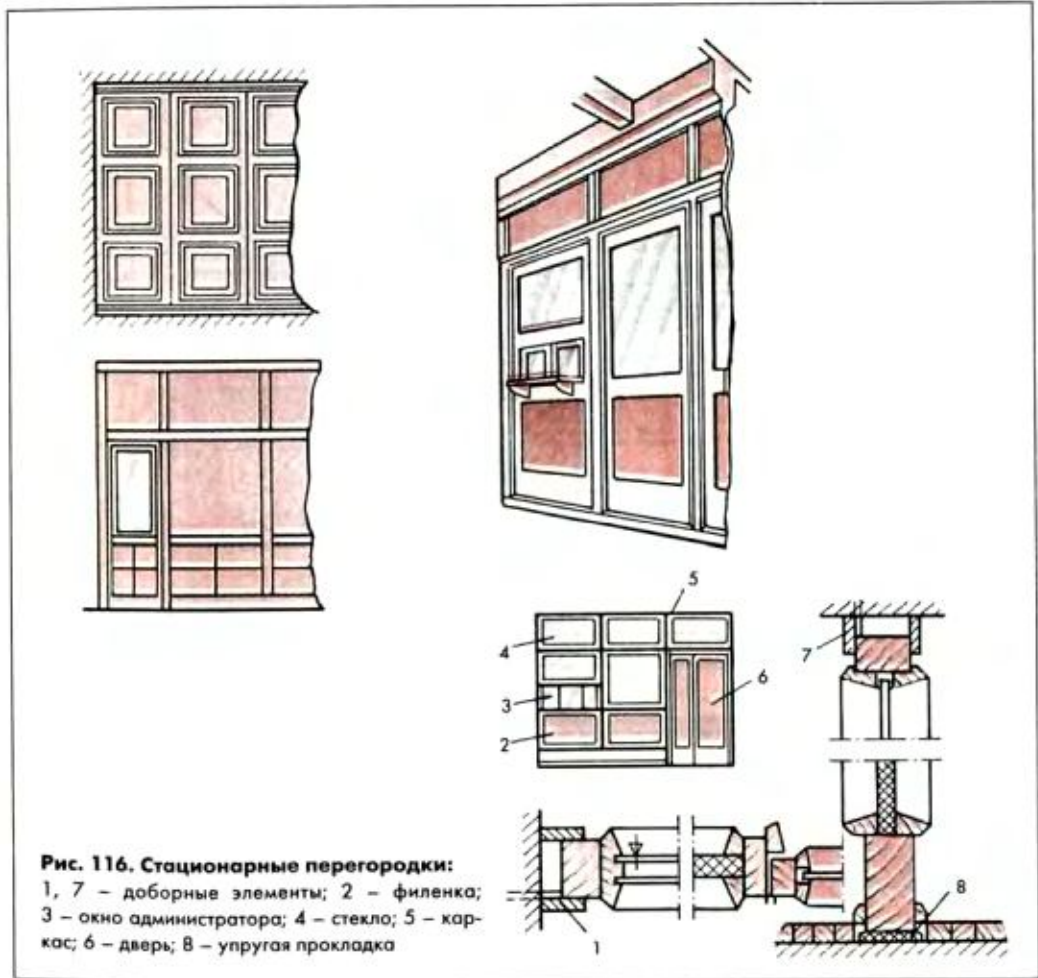 5
4
7
3
6
2
8
1
Рис. 116. Стационарные перегородки:
1, 7 – доборные элементы; 2 – филенка;
3 – окно администратора; 4 – стекло; 5 – кар-
кас; 6 – дверь; 8 – упругая прокладка